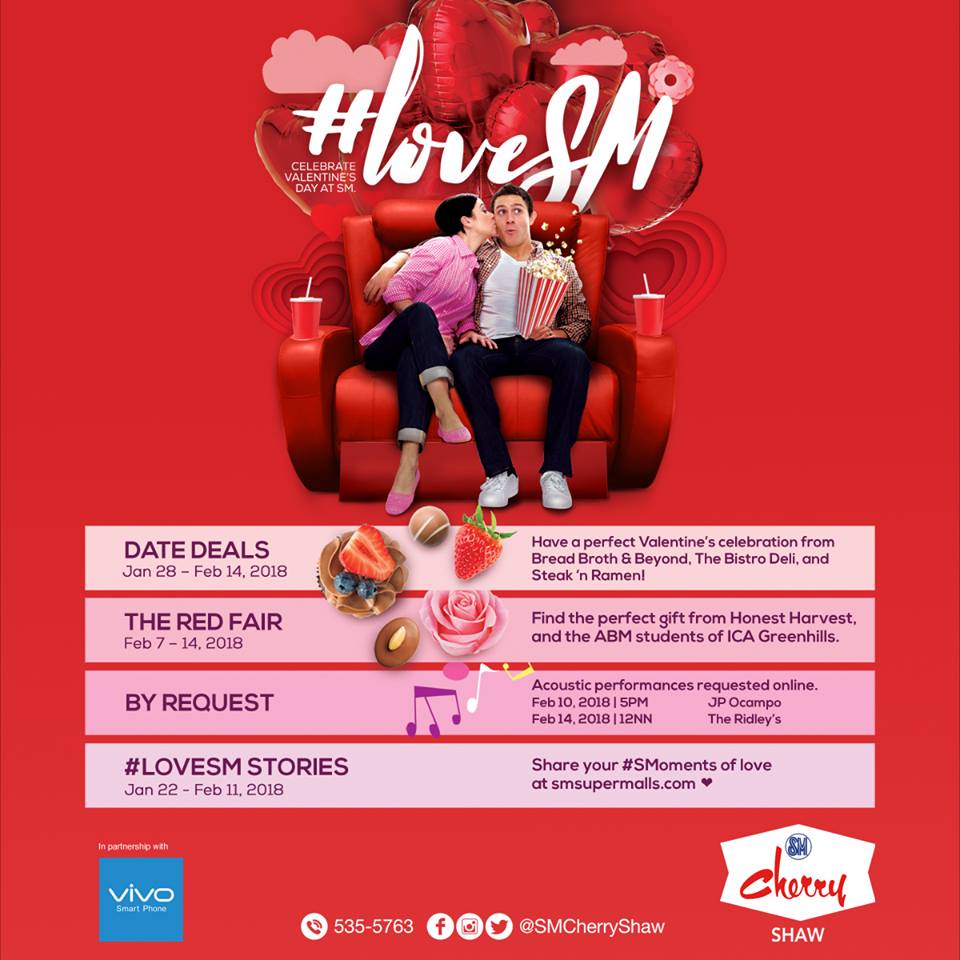 #loveSM
CELEBRATE
VALENTINE'S
DAY AT SM.
DATE DEALS
Jan 28 – Feb 14, 2018
Have a perfect Valentine's celebration from
Bread Broth & Beyond, The Bistro Deli, and
Steak 'n Ramen!
THE RED FAIR
Feb 7 – 14, 2018
Find the perfect gift from Honest Harvest,
and the ABM students of ICA Greenhills.
BY REQUEST
Acoustic performances requested online.
Feb 10, 2018 | 5PM JP Ocampo
Feb 14, 2018 | 12NN The Ridley's
#LOVESM STORIES
Jan 22 - Feb 11, 2018
Share your #SMoments of love
at smsupermalls.com ❤
In partnership with
vivo
Smart Phone
535-5763 @SMCherryShaw
SM
Cherry
SHAW